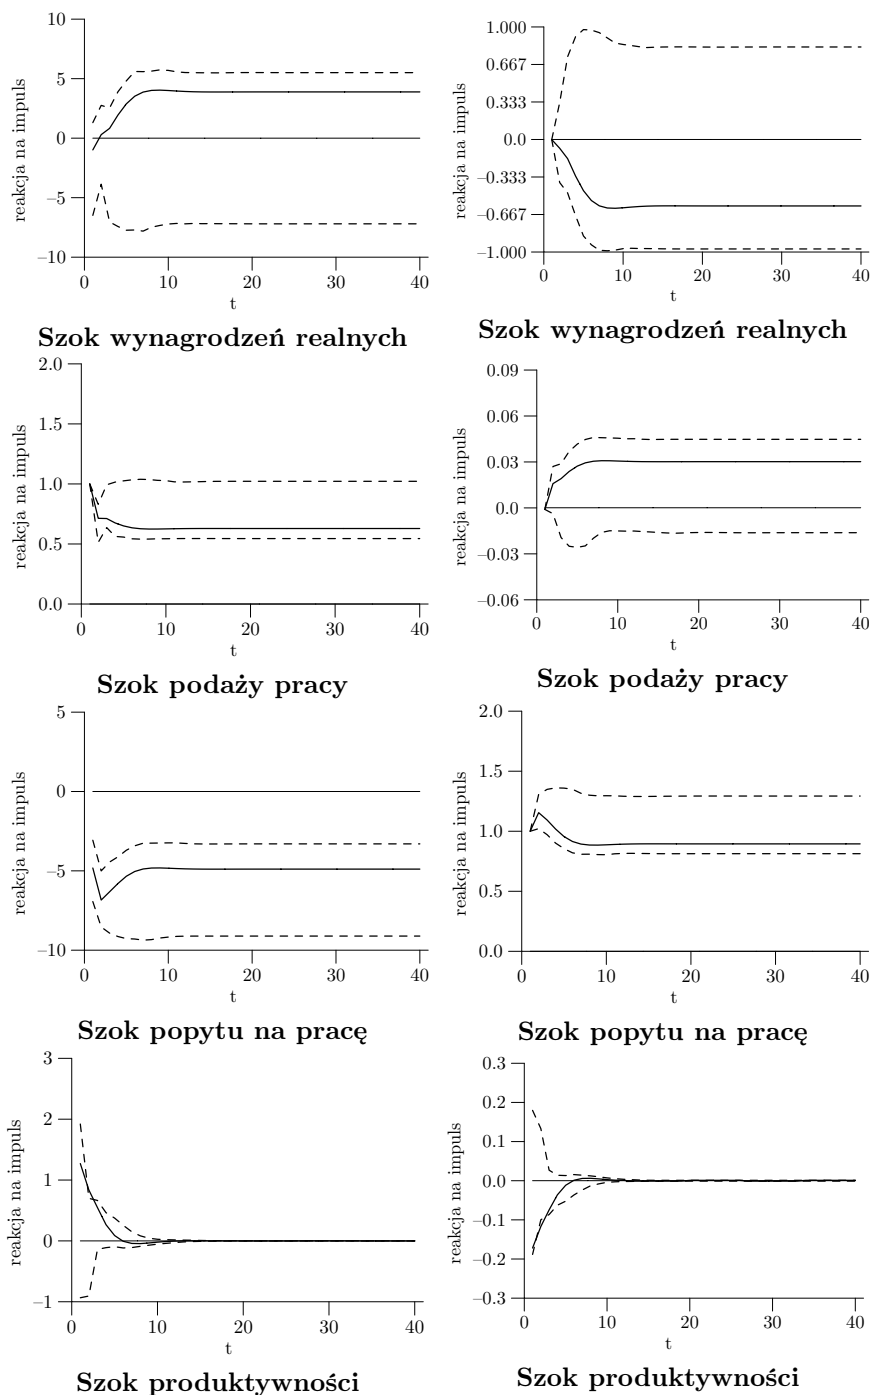 10
5
0
−5
−10
0 10 20 30 40
t
reakcja na impuls
Szok wynagrodzeń realnych
1.000
0.667
0.333
0.0
−0.333
−0.667
−1.000
0 10 20 30 40
t
reakcja na impuls
Szok wynagrodzeń realnych
2.0
1.5
1.0
0.5
0.0
0 10 20 30 40
t
reakcja na impuls
Szok podaży pracy
0.09
0.06
0.03
0.0
−0.03
−0.06
0 10 20 30 40
t
reakcja na impuls
Szok podaży pracy
5
0
−5
−10
0 10 20 30 40
t
reakcja na impuls
Szok popytu na pracę
2.0
1.5
1.0
0.5
0.0
0 10 20 30 40
t
reakcja na impuls
Szok popytu na pracę
3
2
1
0
−1
0 10 20 30 40
t
reakcja na impuls
Szok produktywności
0.3
0.2
0.1
0.0
−0.1
−0.2
−0.3
0 10 20 30 40
t
reakcja na impuls
Szok produktywności